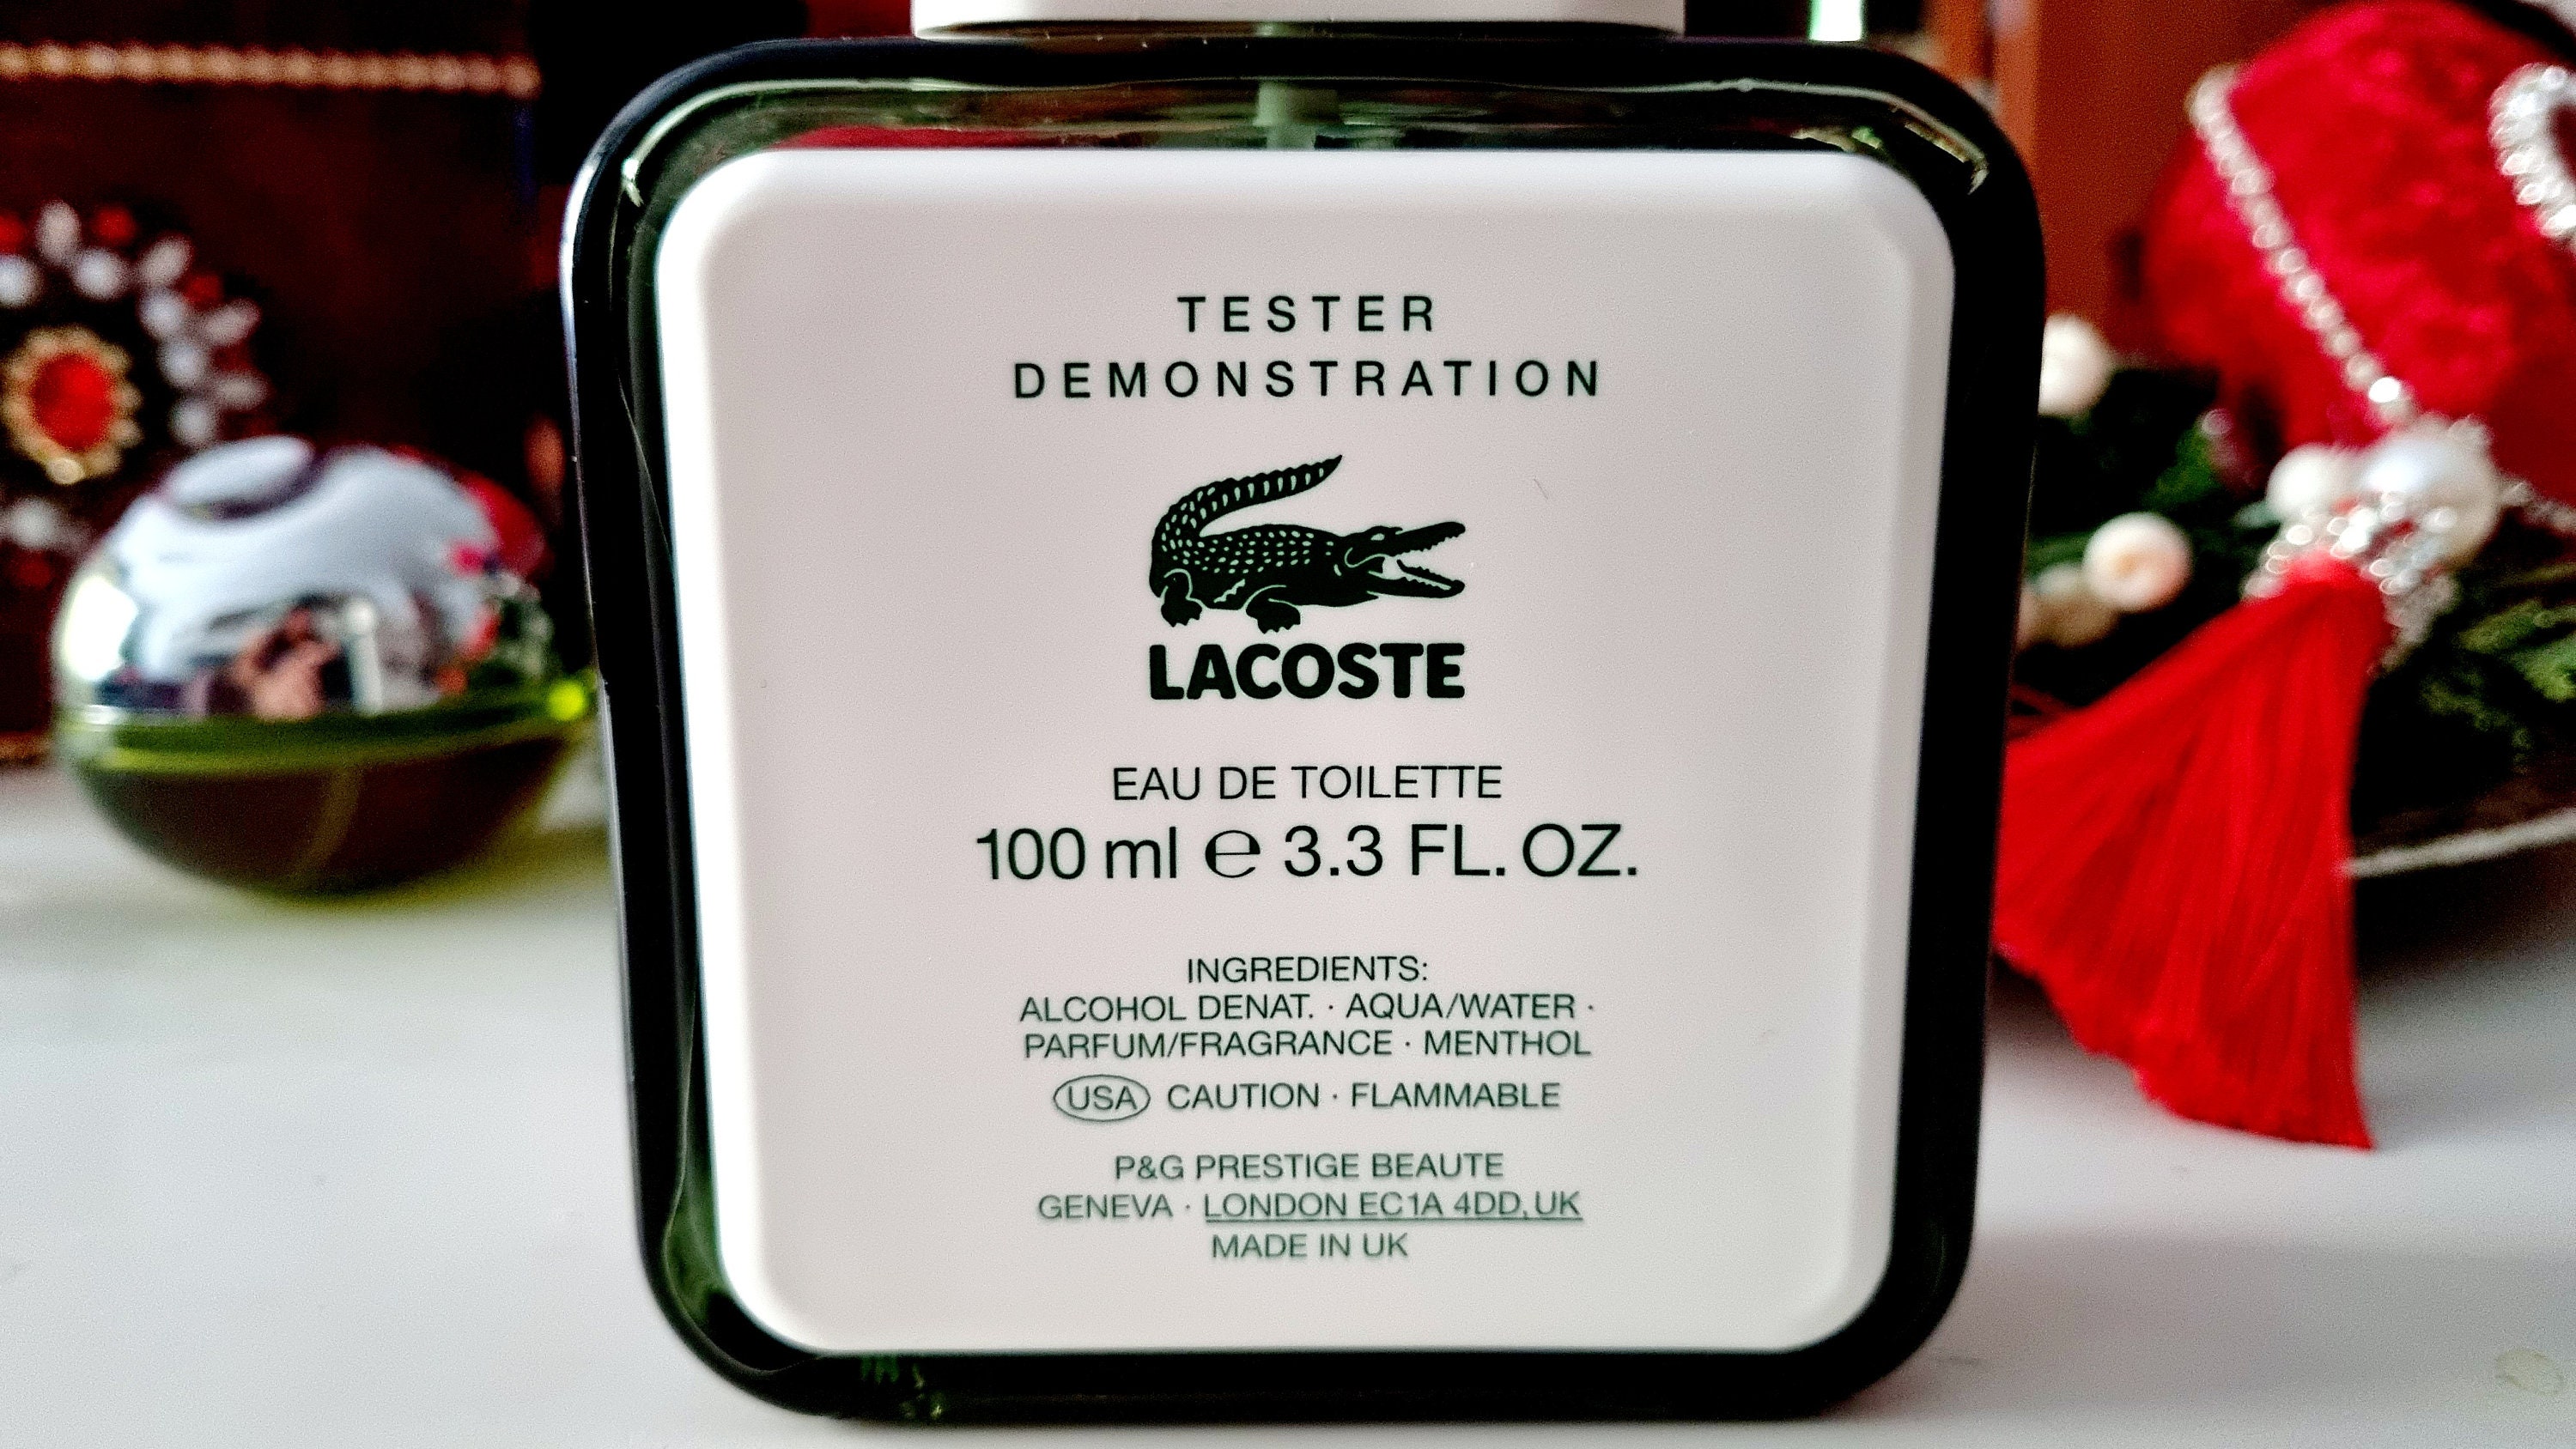 TESTER
DEMONSTRATION
LACOSTE
EAU DE TOILETTE
100 ml ℮ 3.3 FL. OZ.
INGREDIENTS:
ALCOHOL DENAT. · AQUA/WATER ·
PARFUM/FRAGRANCE · MENTHOL
USA CAUTION · FLAMMABLE
P&G PRESTIGE BEAUTE
GENEVA · LONDON EC1A 4DD, UK
MADE IN UK